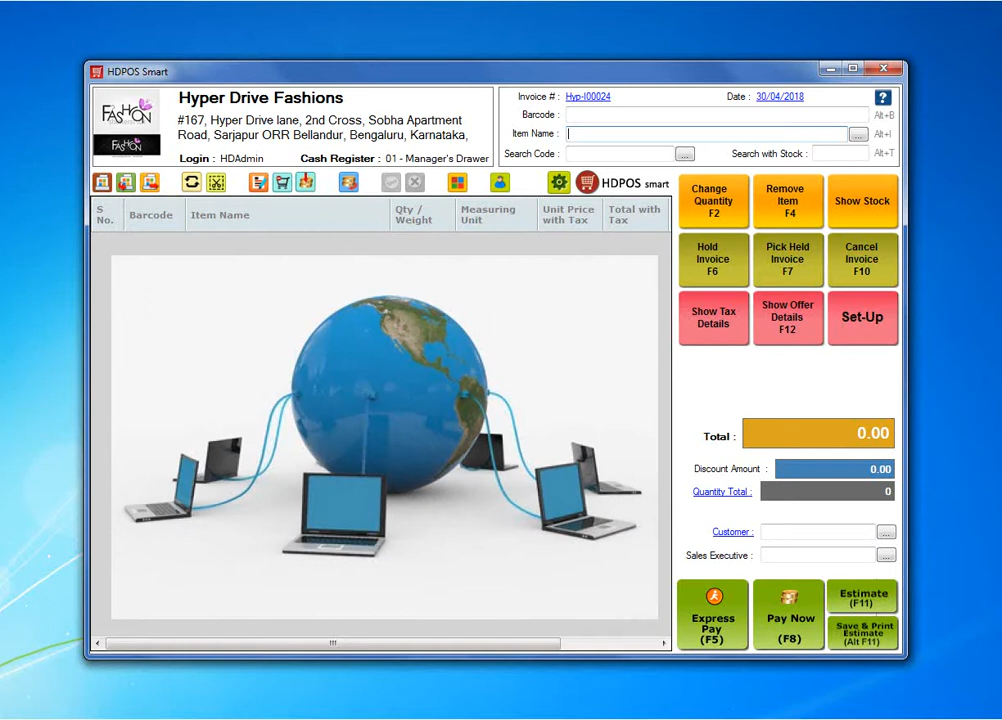 HDPOS Smart
FASHION
FASHION
Hyper Drive Fashions
#167, Hyper Drive lane, 2nd Cross, Sobha Apartment
Road, Sarjapur ORR Bellandur, Bengaluru, Karnataka,
Login : HDAdmin Cash Register : 01 - Manager's Drawer
Invoice # : Hyp-I00024 Date : 30/04/2018 ?
Barcode : Alt+B
Item Name : ... Alt+I
Search Code : ... Search with Stock : Alt+T
HDPOS smart
S No. Barcode Item Name Qty / Weight Measuring Unit Unit Price with Tax Total with Tax
Change
Quantity
F2
Remove
Item
F4
Show Stock
Hold
Invoice
F6
Pick Held
Invoice
F7
Cancel
Invoice
F10
Show Tax
Details
Show Offer
Details
F12
Set-Up
Total : 0.00
Discount Amount : 0.00
Quantity Total : 0
Customer : ...
Sales Executive : ...
Express
Pay
(F5)
Pay Now
(F8)
Estimate
(F11)
Save & Print
Estimate
(Alt F11)